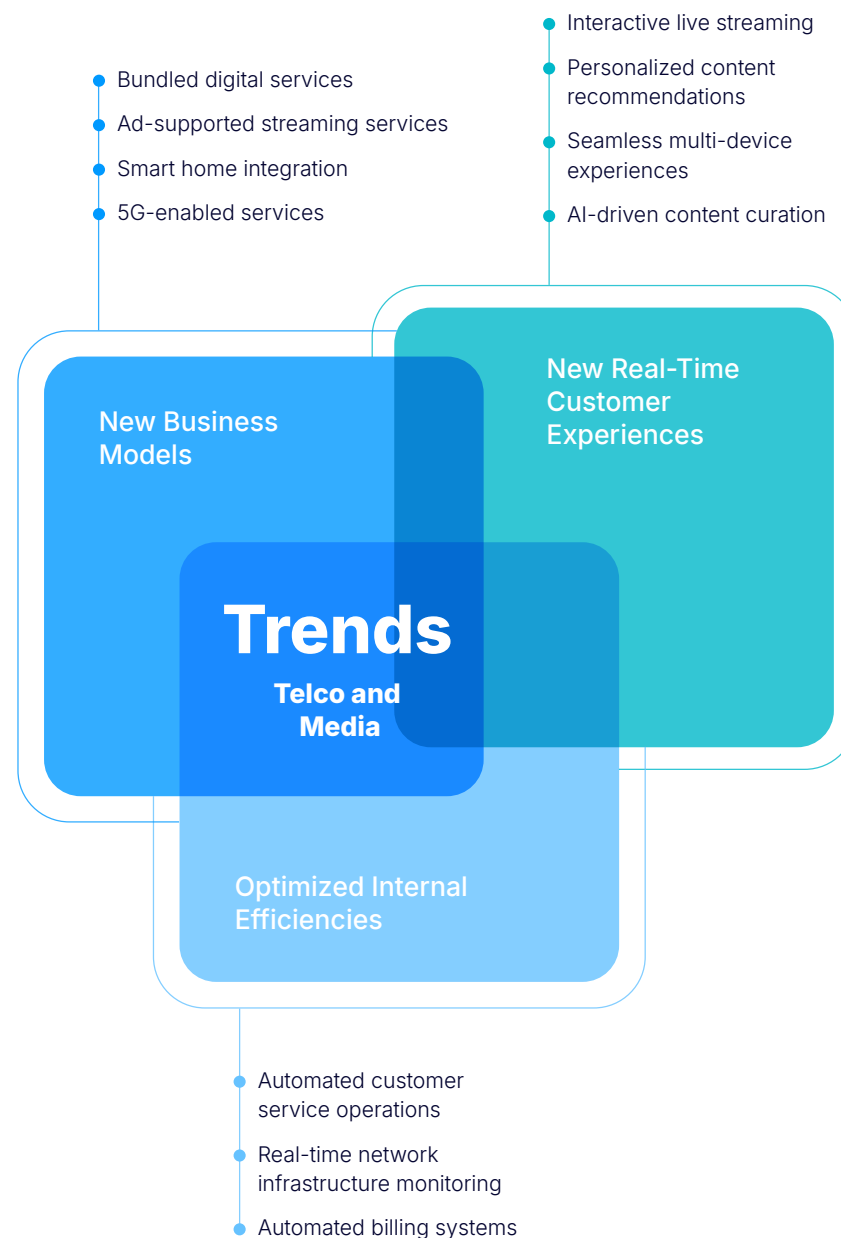 Interactive live streaming
Personalized content
recommendations
Seamless multi-device
experiences
AI-driven content curation
Bundled digital services
Ad-supported streaming services
Smart home integration
5G-enabled services
New Business
Models
New Real-Time
Customer
Experiences
Trends
Telco and
Media
Optimized Internal
Efficiencies
Automated customer
service operations
Real-time network
infrastructure monitoring
Automated billing systems